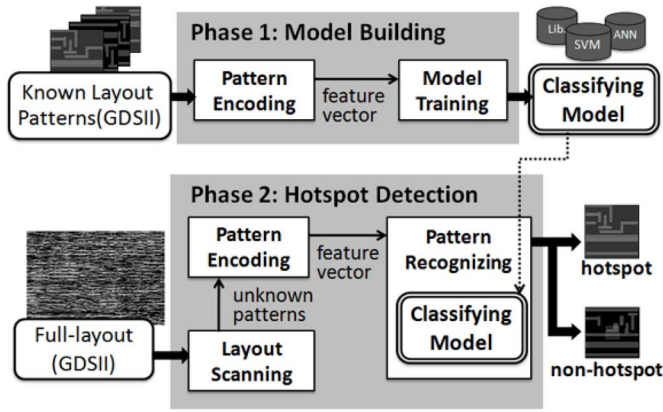 Phase 1: Model Building
Lib.
SVM
ANN
Known Layout
Patterns(GDSII)
Pattern
Encoding
feature
vector
Model
Training
Classifying
Model
Phase 2: Hotspot Detection
Full-layout
(GDSII)
Layout
Scanning
unknown
patterns
Pattern
Encoding
feature
vector
Pattern
Recognizing
Classifying
Model
hotspot
non-hotspot